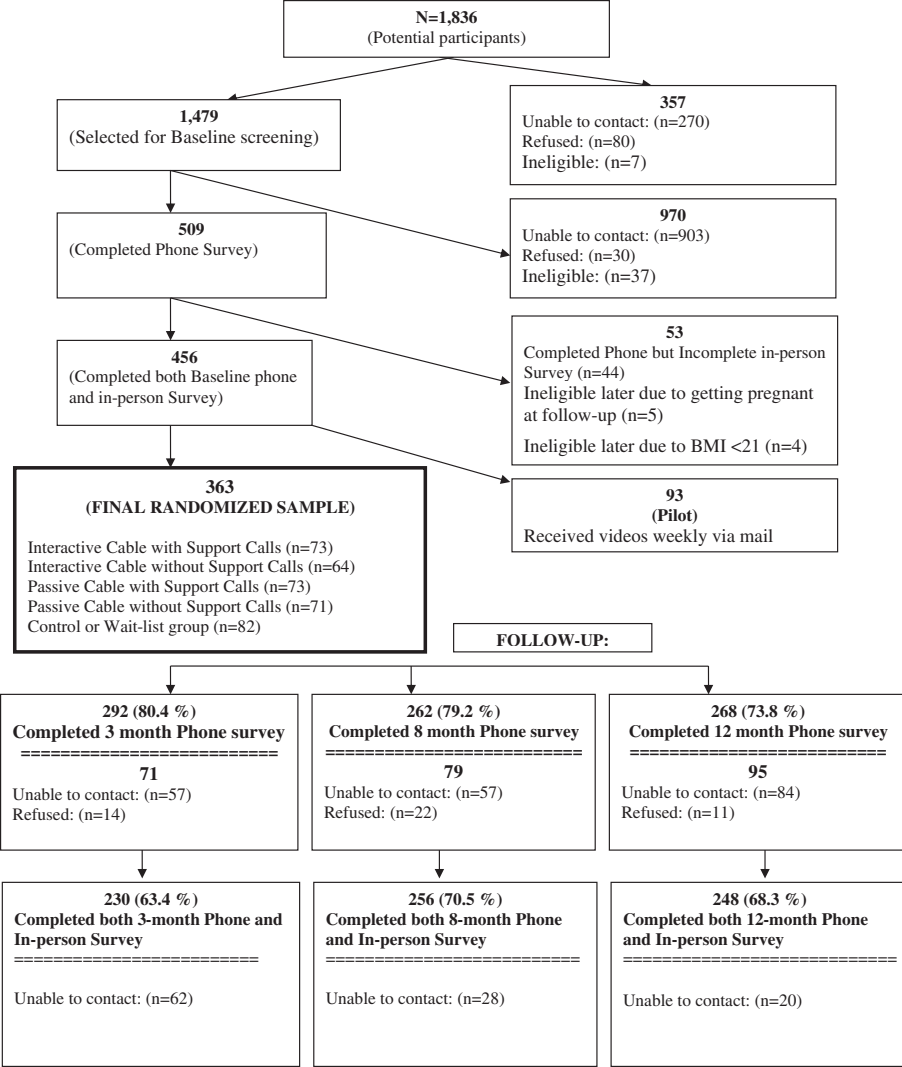 N=1,836
(Potential participants)
1,479
(Selected for Baseline screening)
357
Unable to contact: (n=270)
Refused: (n=80)
Ineligible: (n=7)
509
(Completed Phone Survey)
970
Unable to contact: (n=903)
Refused: (n=30)
Ineligible: (n=37)
456
(Completed both Baseline phone
and in-person Survey)
53
Completed Phone but Incomplete in-person
Survey (n=44)
Ineligible later due to getting pregnant
at follow-up (n=5)
Ineligible later due to BMI <21 (n=4)
363
(FINAL RANDOMIZED SAMPLE)
Interactive Cable with Support Calls (n=73)
Interactive Cable without Support Calls (n=64)
Passive Cable with Support Calls (n=73)
Passive Cable without Support Calls (n=71)
Control or Wait-list group (n=82)
93
(Pilot)
Received videos weekly via mail
FOLLOW-UP:
292 (80.4 %)
Completed 3 month Phone survey
==========================
71
Unable to contact: (n=57)
Refused: (n=14)
262 (79.2 %)
Completed 8 month Phone survey
==========================
79
Unable to contact: (n=57)
Refused: (n=22)
268 (73.8 %)
Completed 12 month Phone survey
==========================
95
Unable to contact: (n=84)
Refused: (n=11)
230 (63.4 %)
Completed both 3-month Phone and
In-person Survey
=========================
Unable to contact: (n=62)
256 (70.5 %)
Completed both 8-month Phone
and In-person Survey
==========================
Unable to contact: (n=28)
248 (68.3 %)
Completed both 12-month Phone
and In-person Survey
============================
Unable to contact: (n=20)